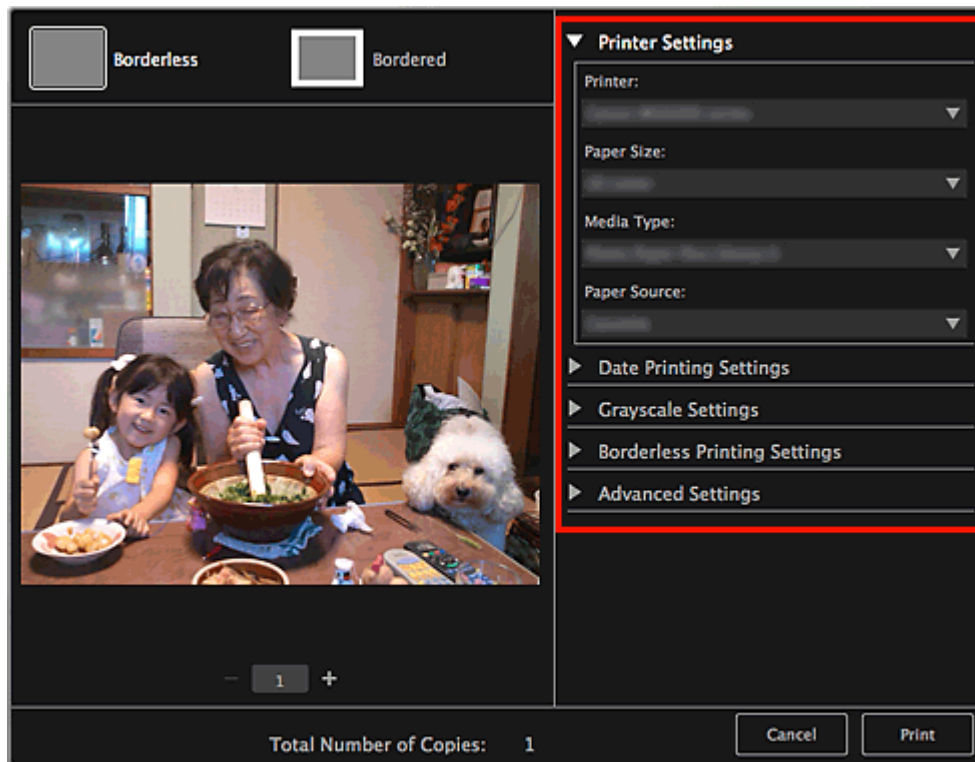 Borderless
Bordered
Printer Settings
Printer:
Paper Size:
Media Type:
Paper Source:
Date Printing Settings
Grayscale Settings
Borderless Printing Settings
Advanced Settings
− 1 +
Total Number of Copies: 1
Cancel
Print